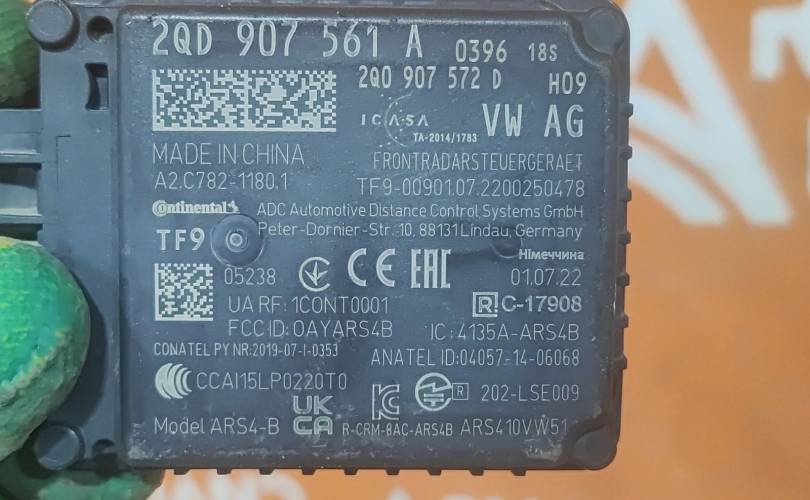 2QD 907 561 A 0396 18S
2Q0 907 572 D H09
ICASA VW AG
TA-2014/1783
MADE IN CHINA FRONTRADARSTEUERGERAET
A2.C782-1180.1 TF9-00901.07.2200250478
Continental ADC Automotive Distance Control Systems GmbH
TF9 Peter-Dornier-Str. 10, 88131 Lindau, Germany
Німеччина
05238 CE EAC 01.07.22
UA RF: 1CONT0001 R C-17908
FCC ID: OAYARS4B IC: 4135A-ARS4B
CONATEL PY NR:2019-07-I-0353 ANATEL ID:04057-14-06068
CCAI15LP0220T0 R 202-LSE009
UK
CA
Model ARS4-B R-CRM-8AC-ARS4B ARS410VW51